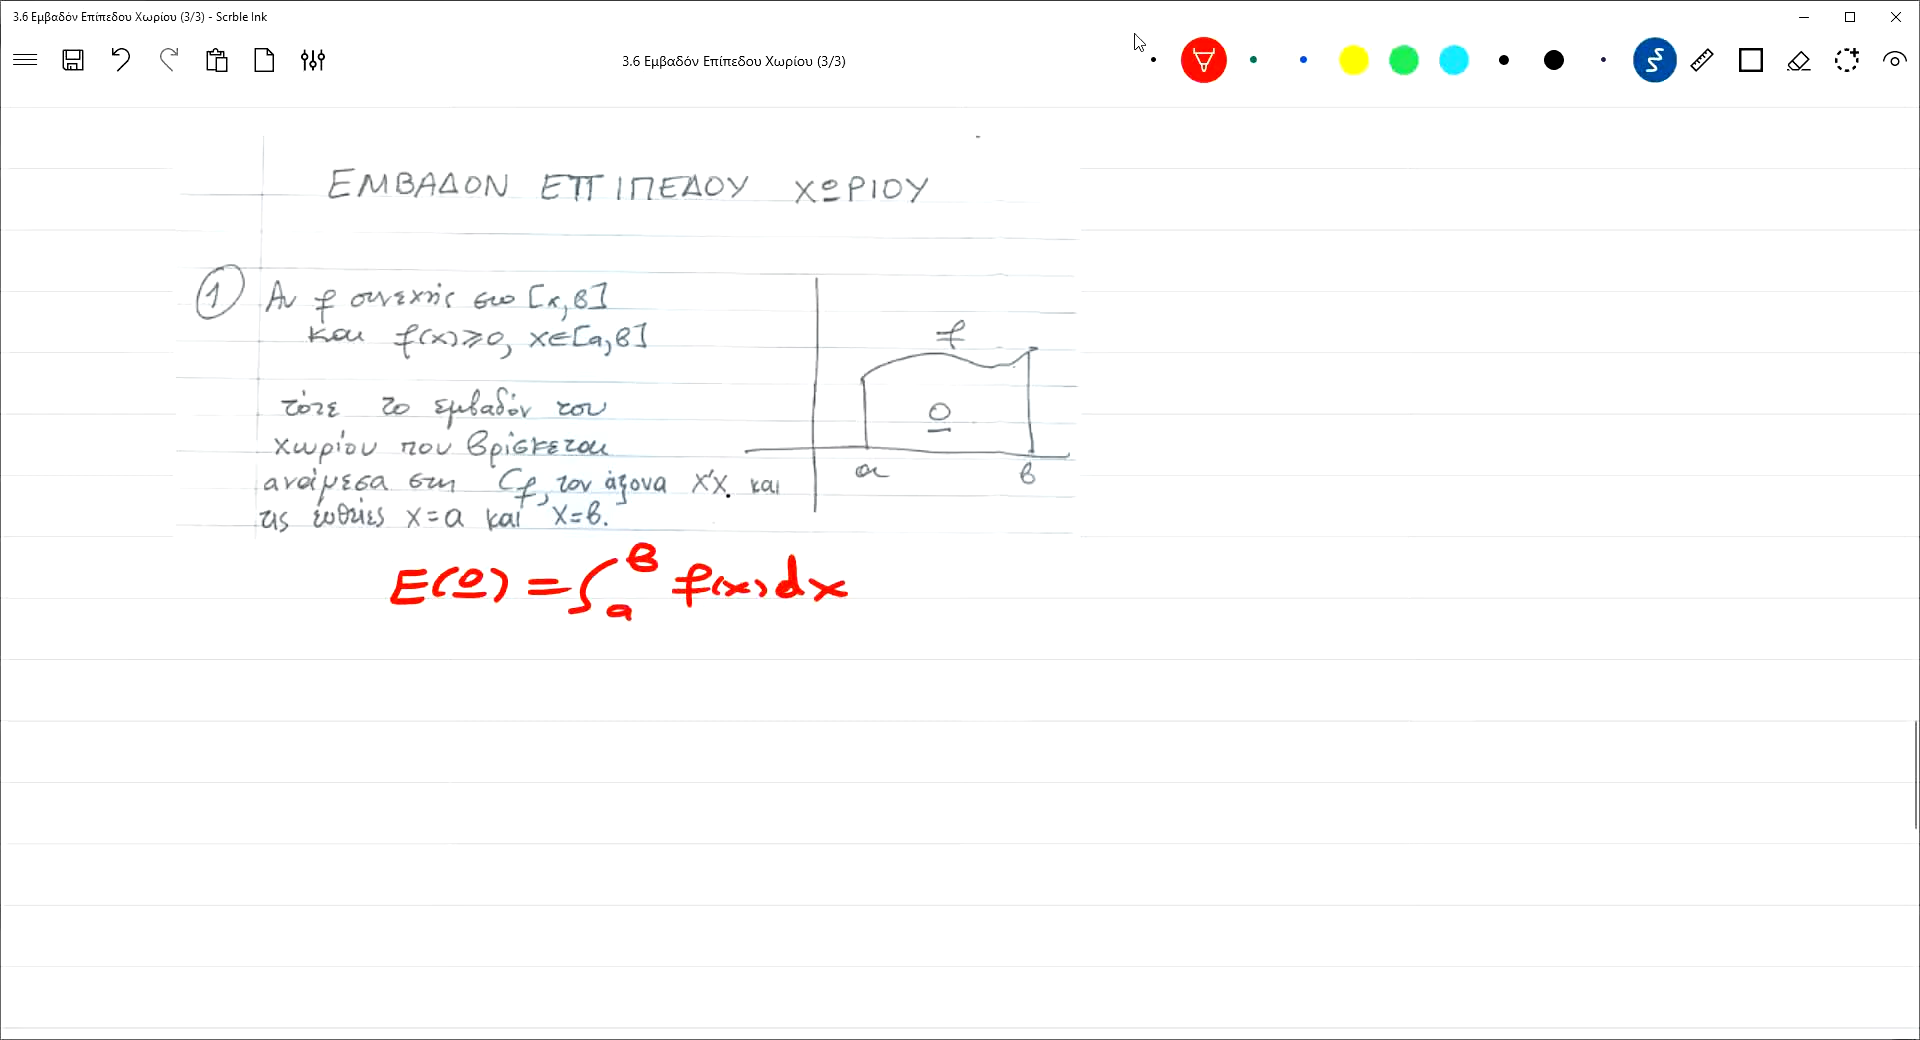 3.6 Εμβαδόν Επίπεδου Χωρίου (3/3) - Scrble Ink
3.6 Εμβαδόν Επίπεδου Χωρίου (3/3)
ΕΜΒΑΔΟΝ ΕΠΙΠΕΔΟΥ ΧΩΡΙΟΥ
1 Αν f συνεχής στο [α,β]
και f(x)≥0, x∈[α,β]
f
τότε το εμβαδόν του
Ω
χωρίου που βρίσκεται
ανάμεσα στη Cf, τον άξονα x'x και
α β
τις ευθείες x=α και x=β.
E(Ω) = ∫_α^β f(x)dx